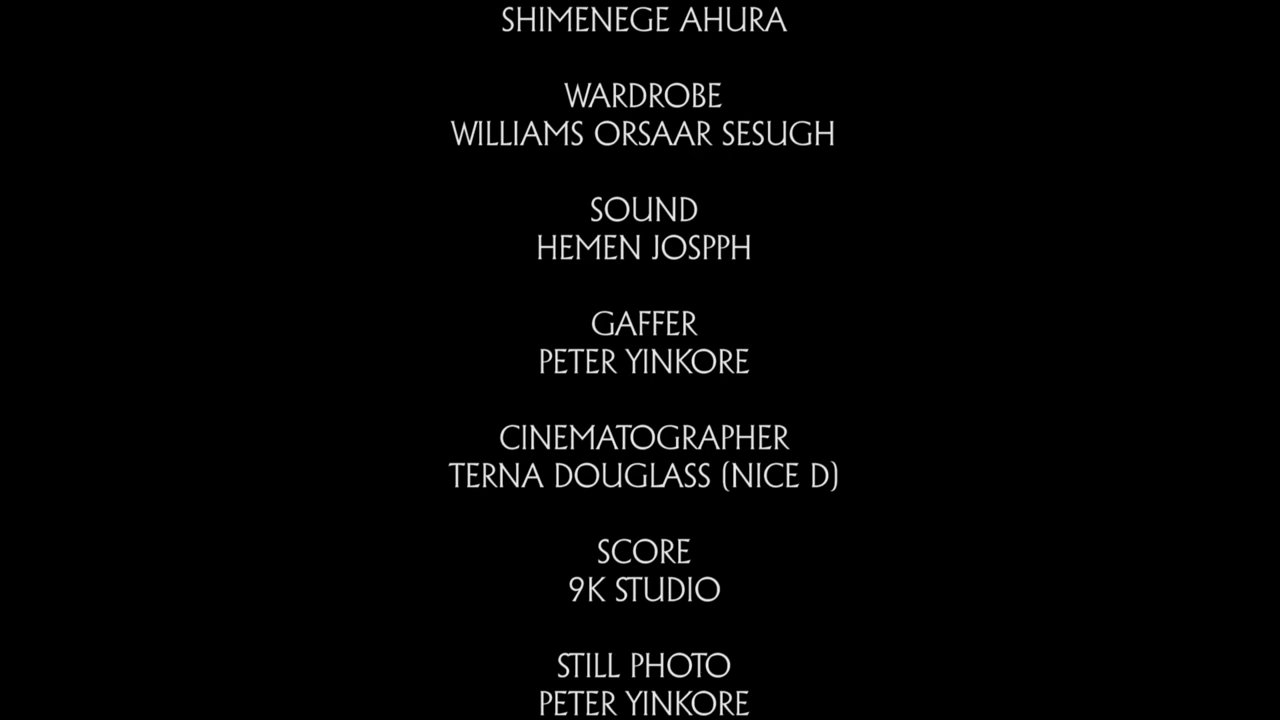 SHIMENEGE AHURA
WARDROBE
WILLIAMS ORSAAR SESUGH
SOUND
HEMEN JOSPPH
GAFFER
PETER YINKORE
CINEMATOGRAPHER
TERNA DOUGLASS (NICE D)
SCORE
9K STUDIO
STILL PHOTO
PETER YINKORE